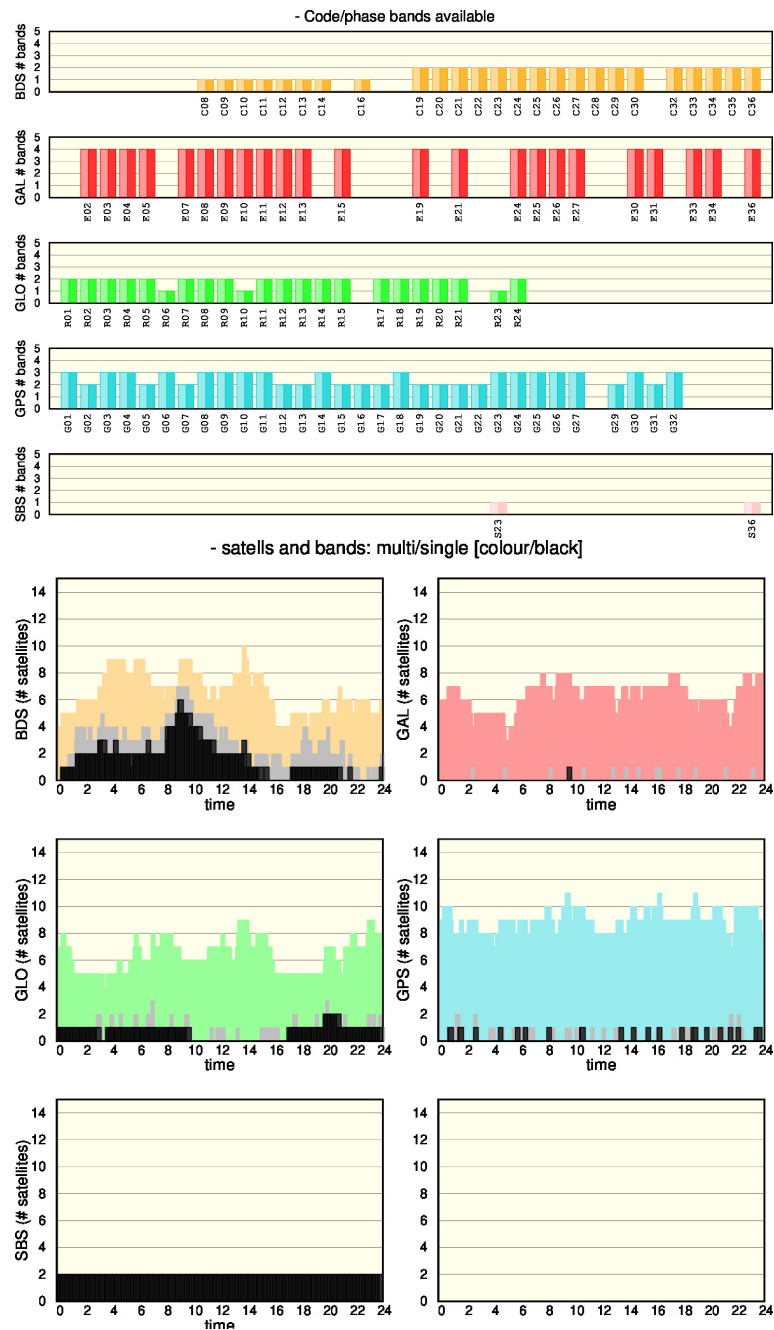 - Code/phase bands available
BDS # bands
5
4
3
2
1
0
C08 C09 C10 C11 C12 C13 C14 C16 C19 C20 C21 C22 C23 C24 C25 C26 C27 C28 C29 C30 C32 C33 C34 C35 C36
GAL # bands
5
4
3
2
1
0
E02 E03 E04 E05 E07 E08 E09 E10 E11 E12 E13 E15 E19 E21 E24 E25 E26 E27 E30 E31 E33 E34 E36
GLO # bands
5
4
3
2
1
0
R01 R02 R03 R04 R05 R06 R07 R08 R09 R10 R11 R12 R13 R14 R15 R17 R18 R19 R20 R21 R23 R24
GPS # bands
5
4
3
2
1
0
G01 G02 G03 G04 G05 G06 G07 G08 G09 G10 G11 G12 G13 G14 G15 G16 G17 G18 G19 G20 G21 G22 G23 G24 G25 G26 G27 G29 G30 G31 G32
SBS # bands
5
4
3
2
1
0
S23 S36
- satells and bands: multi/single [colour/black]
BDS (# satellites)
14
12
10
8
6
4
2
0
0 2 4 6 8 10 12 14 16 18 20 22 24
time
GAL (# satellites)
14
12
10
8
6
4
2
0
0 2 4 6 8 10 12 14 16 18 20 22 24
time
GLO (# satellites)
14
12
10
8
6
4
2
0
0 2 4 6 8 10 12 14 16 18 20 22 24
time
GPS (# satellites)
14
12
10
8
6
4
2
0
0 2 4 6 8 10 12 14 16 18 20 22 24
time
SBS (# satellites)
14
12
10
8
6
4
2
0
0 2 4 6 8 10 12 14 16 18 20 22 24
time
14
12
10
8
6
4
2
0
0 2 4 6 8 10 12 14 16 18 20 22 24